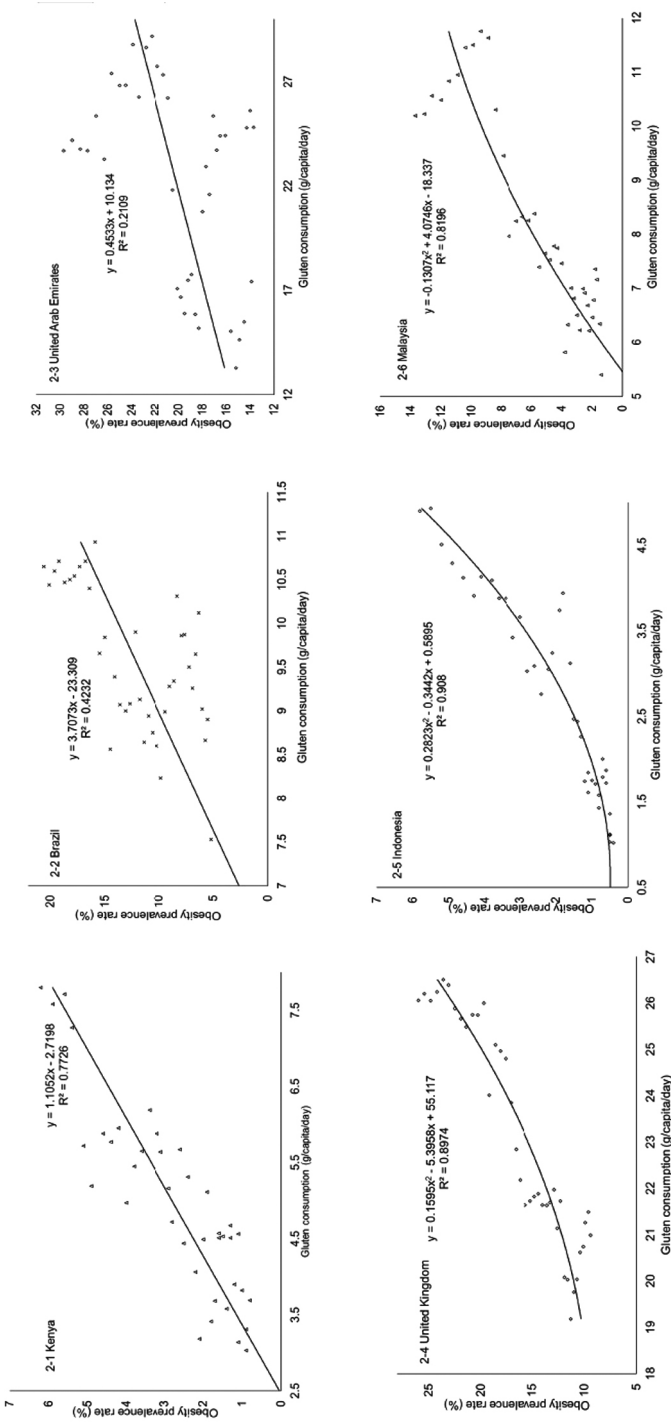 2-1 Kenya
y = 1.1052x - 2.7198
R² = 0.7726
Obesity prevalence rate (%)
7
6
5
4
3
2
1
0
2.5
3.5
4.5
5.5
6.5
7.5
Gluten consumption (g/capita/day)
2-2 Brazil
y = 3.7073x - 23.309
R² = 0.4232
Obesity prevalence rate (%)
20
15
10
5
0
7
7.5
8
8.5
9
9.5
10
10.5
11
11.5
Gluten consumption (g/capita/day)
2-3 United Arab Emirates
y = 0.4533x + 10.134
R² = 0.2109
Obesity prevalence rate (%)
32
30
28
26
24
22
20
18
16
14
12
12
17
22
27
Gluten consumption (g/capita/day)
2-4 United Kingdom
y = 0.1595x² - 5.3958x + 55.117
R² = 0.8974
Obesity prevalence rate (%)
25
20
15
10
5
18
19
20
21
22
23
24
25
26
27
Gluten consumption (g/capita/day)
2-5 Indonesia
y = 0.2823x² - 0.3442x + 0.5895
R² = 0.908
Obesity prevalence rate (%)
7
6
5
4
3
2
1
0
0.5
1.5
2.5
3.5
4.5
Gluten consumption (g/capita/day)
2-6 Malaysia
y = -0.1307x² + 4.0746x - 18.337
R² = 0.8196
Obesity prevalence rate (%)
16
14
12
10
8
6
4
2
0
5
6
7
8
9
10
11
12
Gluten consumption (g/capita/day)